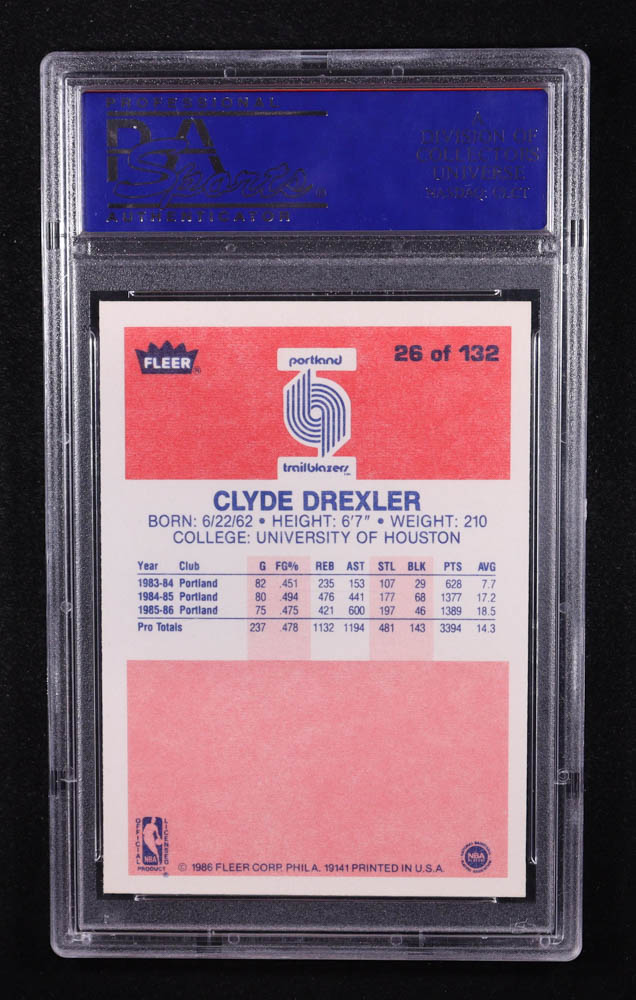 PROFESSIONAL
PSA
Sports®
AUTHENTICATOR
A
DIVISION OF
COLLECTORS
UNIVERSE
NASDAQ: CLCT
FLEER®
portland
trailblazers
26 of 132
CLYDE DREXLER
BORN: 6/22/62 • HEIGHT: 6'7" • WEIGHT: 210
COLLEGE: UNIVERSITY OF HOUSTON
Year Club G FG% REB AST STL BLK PTS AVG
1983-84 Portland 82 .451 235 153 107 29 628 7.7
1984-85 Portland 80 .494 476 441 177 68 1377 17.2
1985-86 Portland 75 .475 421 600 197 46 1389 18.5
Pro Totals 237 .478 1132 1194 481 143 3394 14.3
OFFICIAL LICENSED
NBA
PRODUCT
© 1986 FLEER CORP. PHILA. 19141 PRINTED IN U.S.A.
NBA
PLAYERS